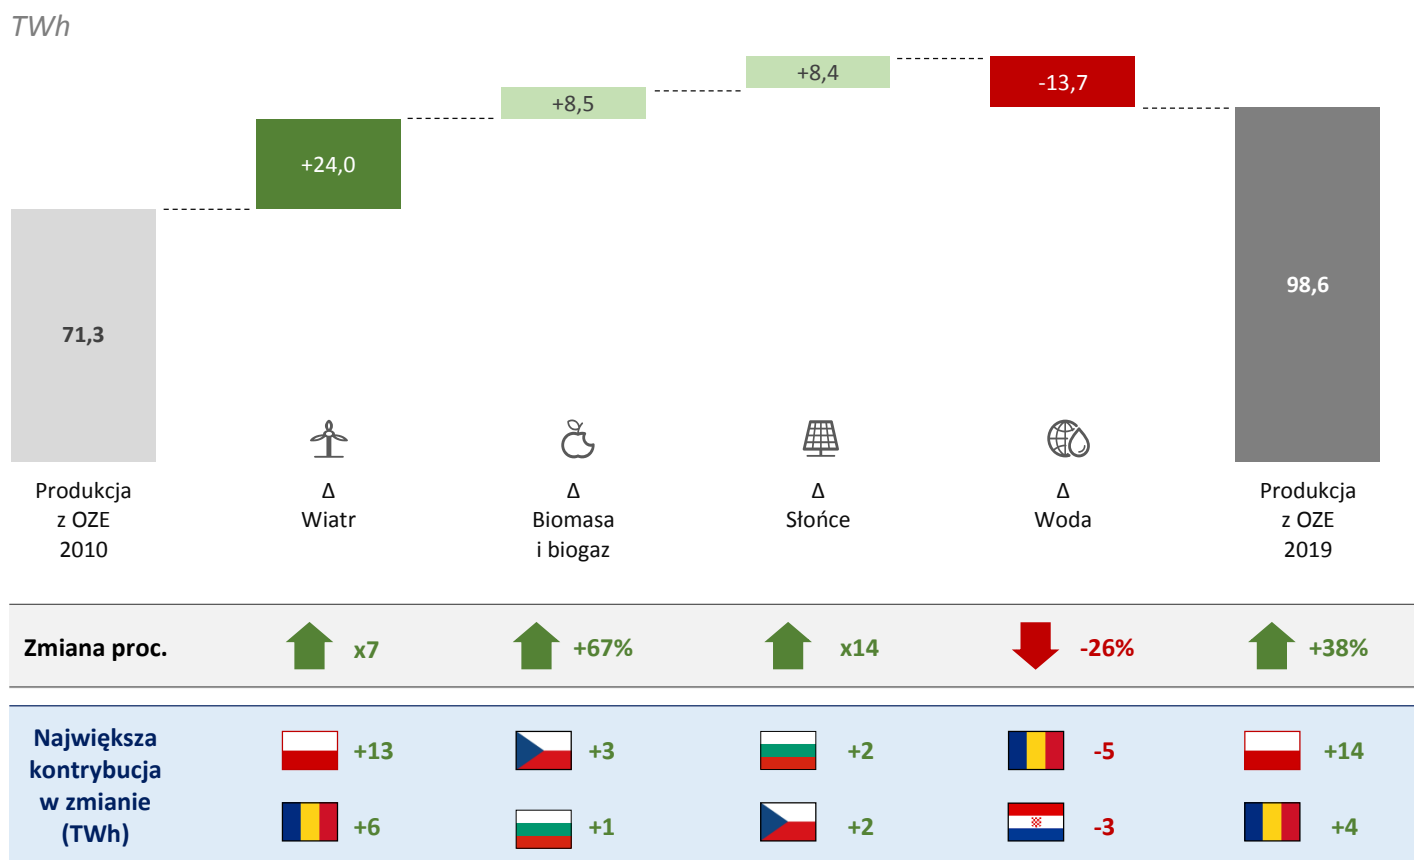 TWh
+8,4
-13,7
+8,5
+24,0
98,6
71,3
Produkcja
z OZE
2010
Δ
Wiatr
Δ
Biomasa
i biogaz
Δ
Słońce
Δ
Woda
Produkcja
z OZE
2019
Zmiana proc.
x7
+67%
x14
-26%
+38%
Największa
kontrybucja
w zmianie
(TWh)
+13
+3
+2
-5
+14
+6
+1
+2
-3
+4